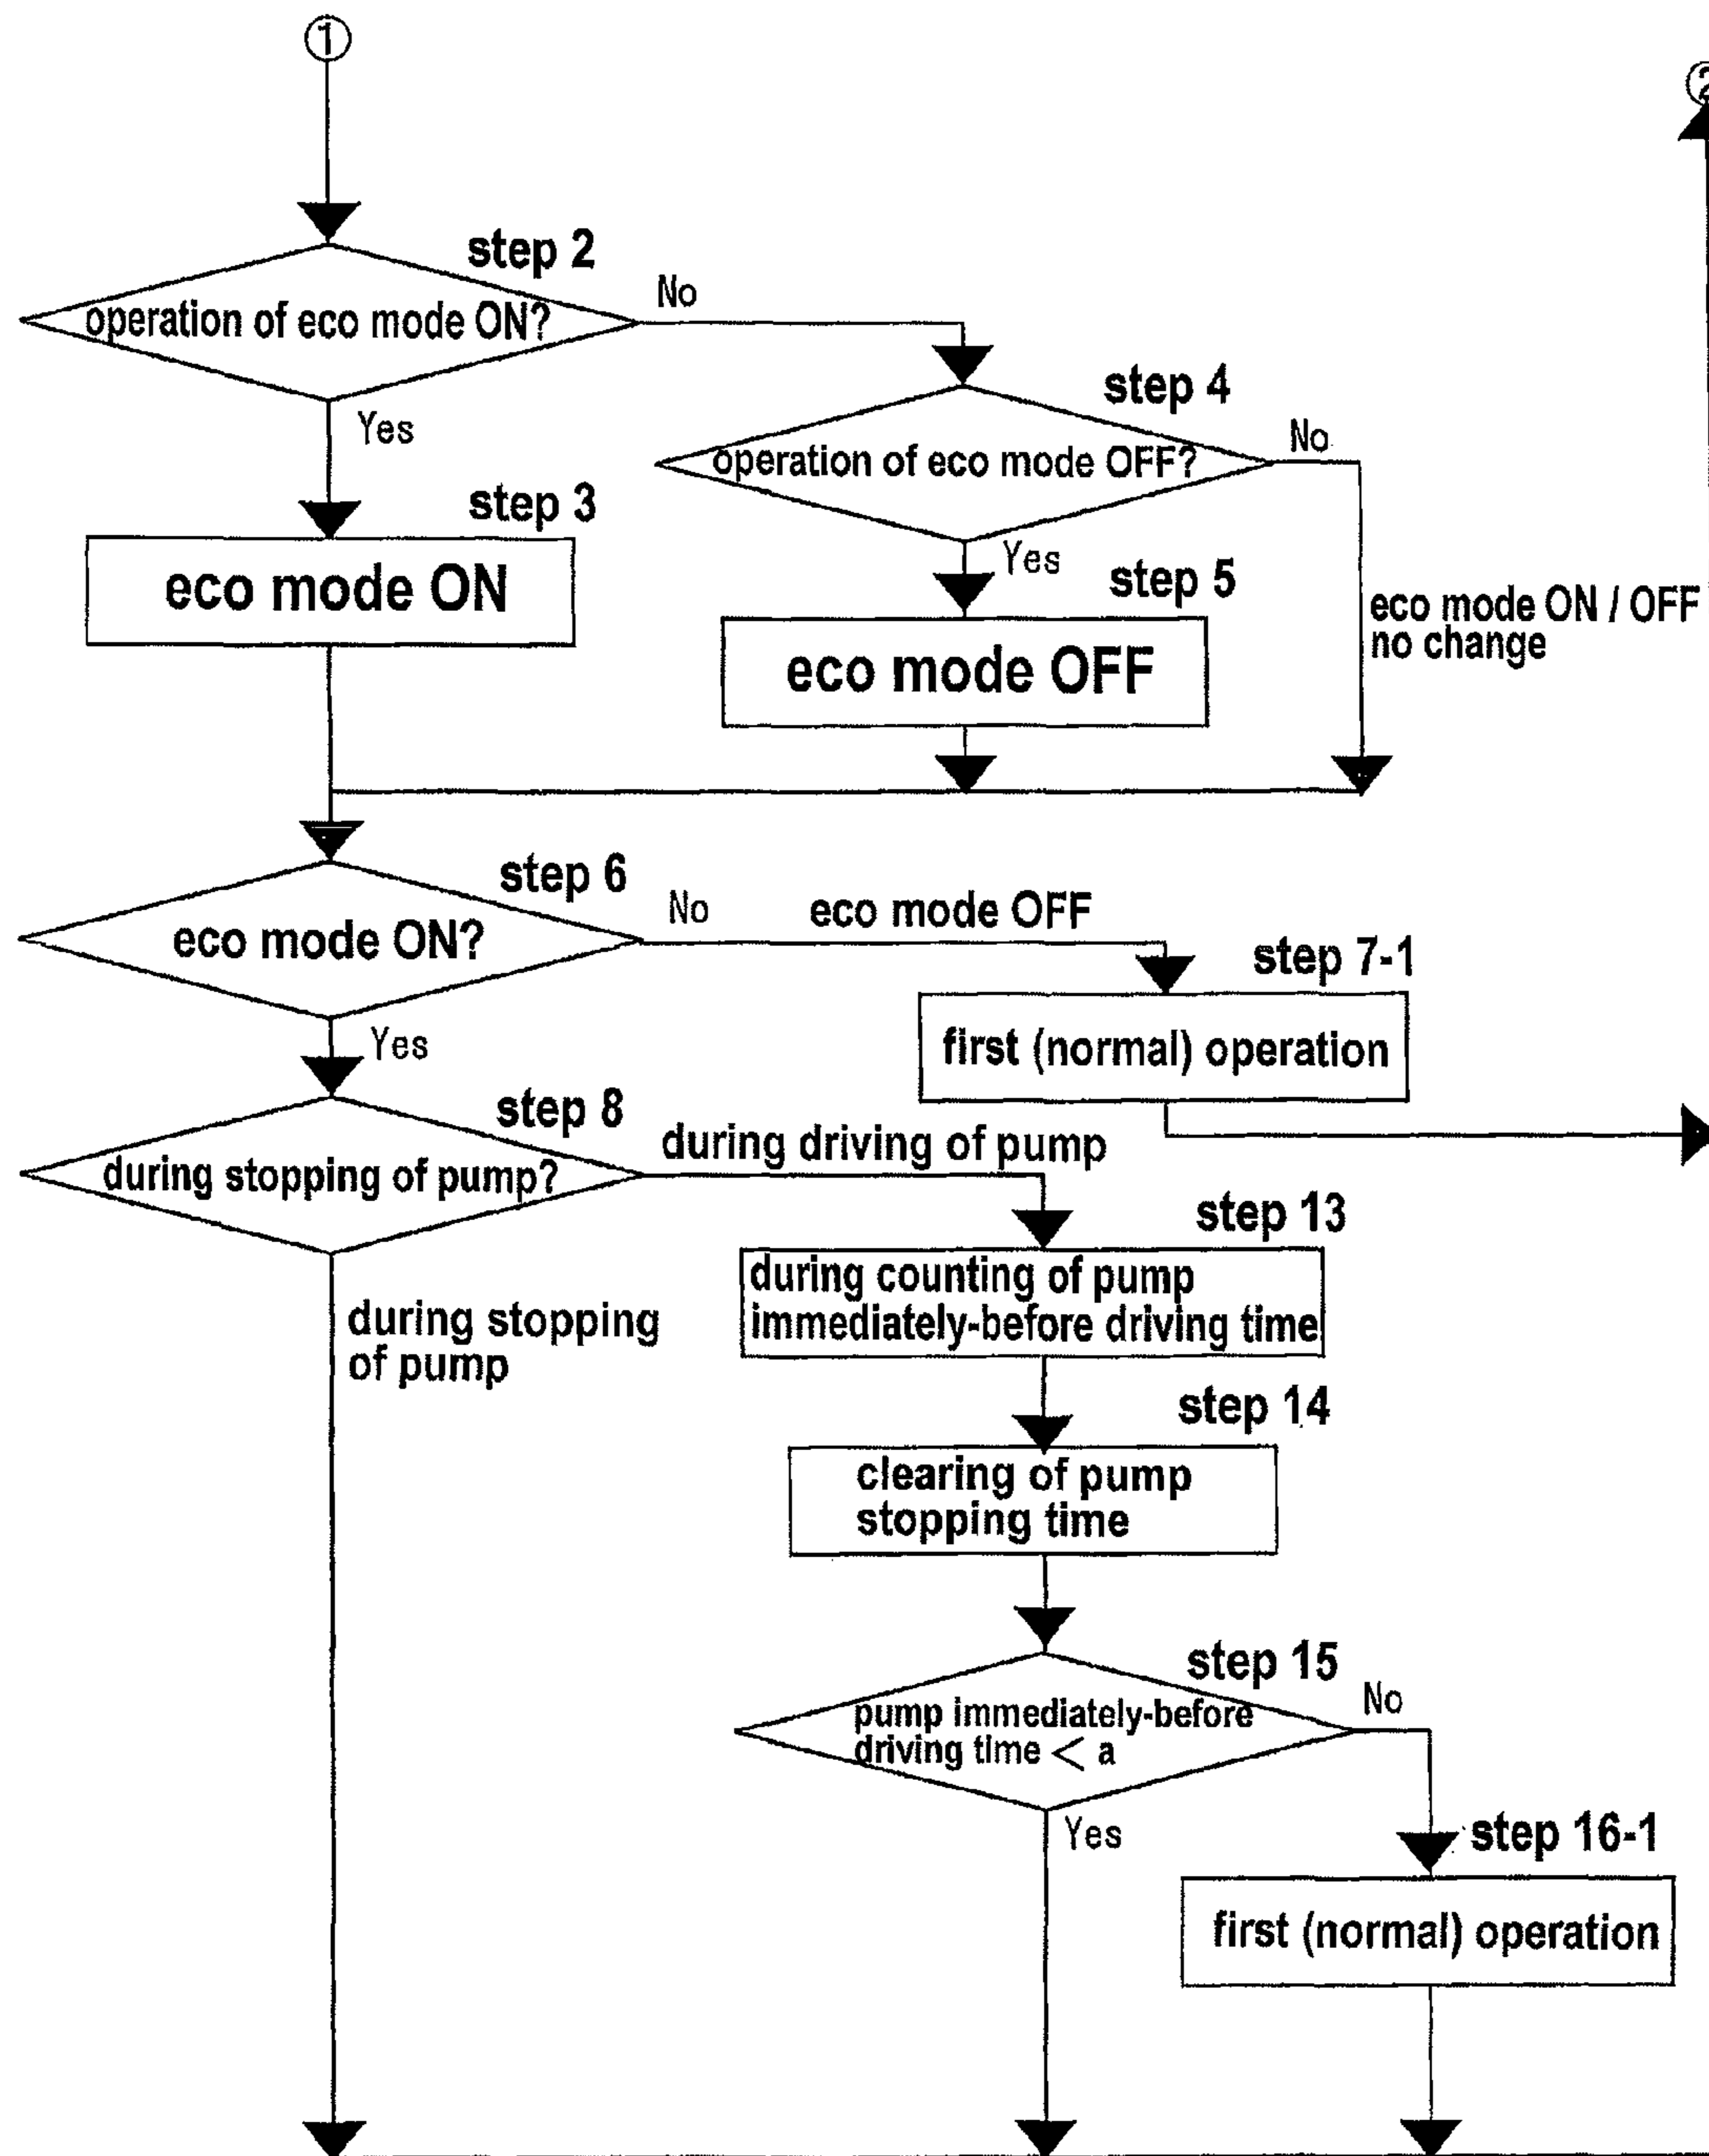 ①
②
step 2
operation of eco mode ON?
No
Yes
step 4
operation of eco mode OFF?
No
Yes
step 3
eco mode ON
step 5
eco mode OFF
eco mode ON / OFF
no change
step 6
eco mode ON?
No
eco mode OFF
Yes
step 7-1
first (normal) operation
step 8
during stopping of pump?
during driving of pump
during stopping
of pump
step 13
during counting of pump
immediately-before driving time
step 14
clearing of pump
stopping time
step 15
pump immediately-before
driving time < a
No
Yes
step 16-1
first (normal) operation